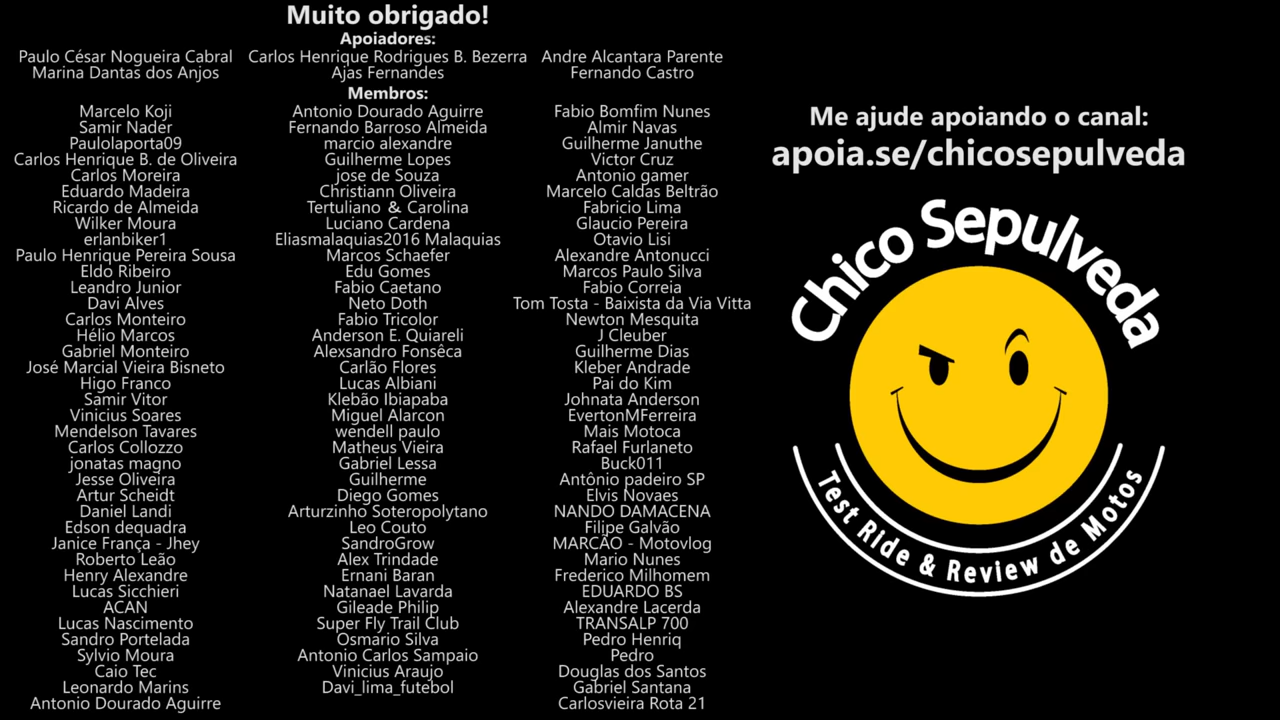 Muito obrigado!
Apoiadores:
Paulo César Nogueira Cabral
Marina Dantas dos Anjos
Carlos Henrique Rodrigues B. Bezerra
Ajas Fernandes
Andre Alcantara Parente
Fernando Castro
Membros:
Marcelo Koji
Samir Nader
Paulolaporta09
Carlos Henrique B. de Oliveira
Carlos Moreira
Eduardo Madeira
Ricardo de Almeida
Wilker Moura
erlanbiker1
Paulo Henrique Pereira Sousa
Eldo Ribeiro
Leandro Junior
Davi Alves
Carlos Monteiro
Hélio Marcos
Gabriel Monteiro
José Marcial Vieira Bisneto
Higo Franco
Samir Vitor
Vinicius Soares
Mendelson Tavares
Carlos Collozzo
jonatas magno
Jesse Oliveira
Artur Scheidt
Daniel Landi
Edson dequadra
Janice França - Jhey
Roberto Leão
Henry Alexandre
Lucas Sicchieri
ACAN
Lucas Nascimento
Sandro Portelada
Sylvio Moura
Caio Tec
Leonardo Marins
Antonio Dourado Aguirre
Antonio Dourado Aguirre
Fernando Barroso Almeida
marcio alexandre
Guilherme Lopes
jose de Souza
Christiann Oliveira
Tertuliano & Carolina
Luciano Cardena
Eliasmalaquias2016 Malaquias
Marcos Schaefer
Edu Gomes
Fabio Caetano
Neto Doth
Fabio Tricolor
Anderson E. Quiareli
Alexsandro Fonsêca
Carlão Flores
Lucas Albiani
Klebão Ibiapaba
Miguel Alarcon
wendell paulo
Matheus Vieira
Gabriel Lessa
Guilherme
Diego Gomes
Arturzinho Soteropolytano
Leo Couto
SandroGrow
Alex Trindade
Ernani Baran
Natanael Lavarda
Gileade Philip
Super Fly Trail Club
Osmario Silva
Antonio Carlos Sampaio
Vinicius Araujo
Davi_lima_futebol
Fabio Bomfim Nunes
Almir Navas
Guilherme Januthe
Victor Cruz
Antonio gamer
Marcelo Caldas Beltrão
Fabricio Lima
Glaucio Pereira
Otavio Lisi
Alexandre Antonucci
Marcos Paulo Silva
Fabio Correia
Tom Tosta - Baixista da Via Vitta
Newton Mesquita
J Cleuber
Guilherme Dias
Kleber Andrade
Pai do Kim
Johnata Anderson
EvertonMFerreira
Mais Motoca
Rafael Furlaneto
Buck011
Antônio padeiro SP
Elvis Novaes
NANDO DAMACENA
Filipe Galvão
MARCÃO - Motovlog
Mario Nunes
Frederico Milhomem
EDUARDO BS
Alexandre Lacerda
TRANSALP 700
Pedro Henriq
Pedro
Douglas dos Santos
Gabriel Santana
Carlosvieira Rota 21
Me ajude apoiando o canal:
apoia.se/chicosepulveda
Chico Sepulveda
Test Ride & Review de Motos